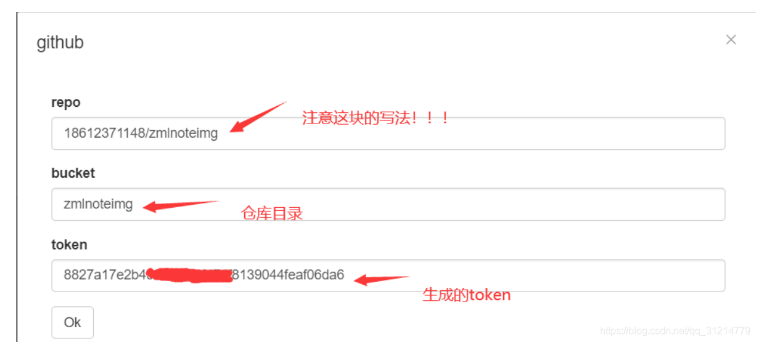 github
×
repo
注意这块的写法！！！
18612371148/zmlnoteimg
bucket
zmlnoteimg
仓库目录
token
8827a17e2b4 8139044feaf06da6
生成的token
Ok
https://blog.csdn.net/qq_31214779